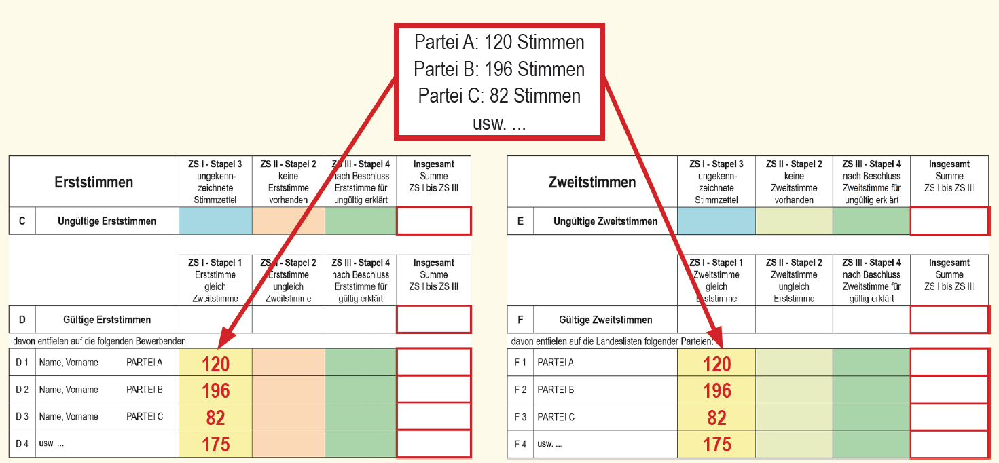 Partei A: 120 Stimmen
Partei B: 196 Stimmen
Partei C: 82 Stimmen
usw. ...
Erststimmen
ZS I - Stapel 3
ungekenn-
zeichnete
Stimmzettel
ZS II - Stapel 2
keine
Erststimme
vorhanden
ZS III - Stapel 4
nach Beschluss
Erststimme für
ungültig erklärt
Insgesamt
Summe
ZS I bis ZS III
C Ungültige Erststimmen
ZS I - Stapel 1
Erststimme
gleich
Zweitstimme
ZS II - Stapel 2
Erststimme
ungleich
Zweitstimme
ZS III - Stapel 4
nach Beschluss
Erststimme für
gültig erklärt
Insgesamt
Summe
ZS I bis ZS III
D Gültige Erststimmen
davon entfielen auf die folgenden Bewerbenden:
D 1 Name, Vorname PARTEI A 120
D 2 Name, Vorname PARTEI B 196
D 3 Name, Vorname PARTEI C 82
D 4 usw. ... 175
Zweitstimmen
ZS I - Stapel 3
ungekenn-
zeichnete
Stimmzettel
ZS II - Stapel 2
keine
Zweitstimme
vorhanden
ZS III - Stapel 4
nach Beschluss
Zweitstimme für
ungültig erklärt
Insgesamt
Summe
ZS I bis ZS III
E Ungültige Zweitstimmen
ZS I - Stapel 1
Zweitstimme
gleich
Erststimme
ZS II - Stapel 2
Zweitstimme
ungleich
Erststimme
ZS III - Stapel 4
nach Beschluss
Zweitstimme für
gültig erklärt
Insgesamt
Summe
ZS I bis ZS III
F Gültige Zweitstimmen
davon entfielen auf die Landeslisten folgender Parteien:
F 1 PARTEI A 120
F 2 PARTEI B 196
F 3 PARTEI C 82
F 4 usw. ... 175